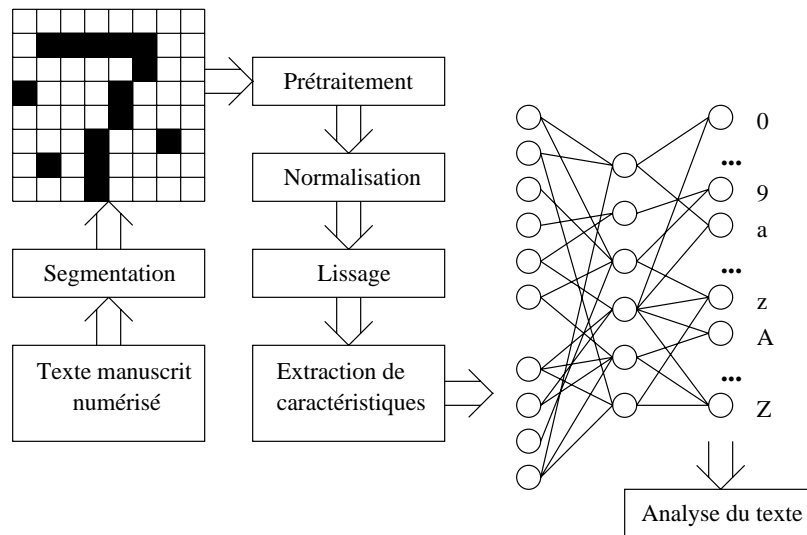 Prétraitement
Normalisation
Segmentation
Lissage
Texte manuscrit
numérisé
Extraction de
caractéristiques
0
...
9
a
...
z
A
...
Z
Analyse du texte